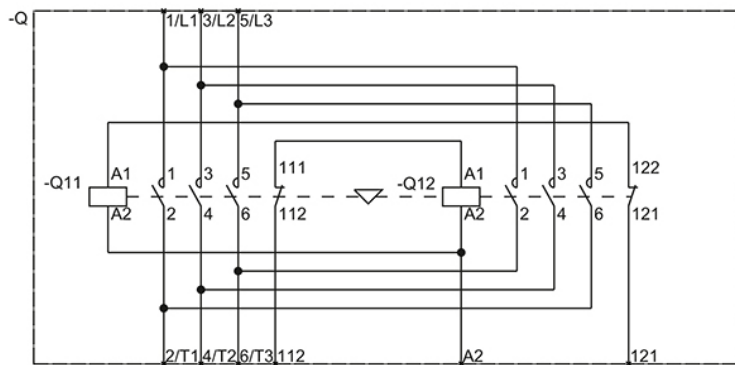 -Q 1/L1 3/L2 5/L3
-Q11 A1 1 3 5 111 -Q12 A1 1 3 5 122
A2 2 4 6 112 A2 2 4 6 121
2/T1 4/T2 6/T3 112 A2 121